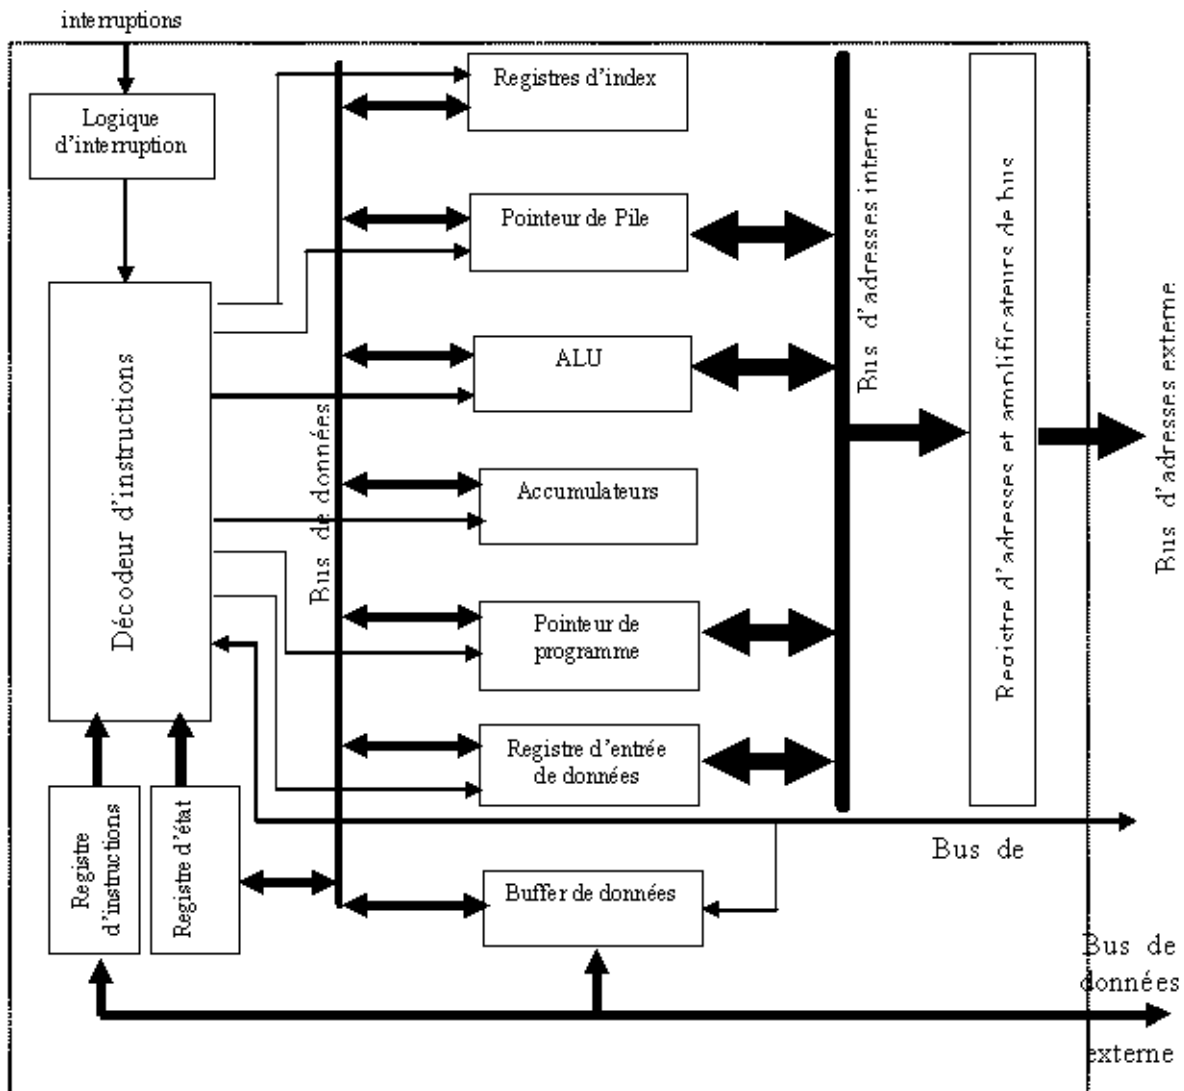 interruptions
Logique
d'interruption
Registres d'index
Pointeur de Pile
ALU
Accumulateurs
Pointeur de
programme
Registre d'entrée
de données
Buffer de données
Décodeur d'instructions
Registre
d'instructions
Registre d'état
Bus de données
Bus d'adresses interne
Registre d'adresses et amplificateurs de bus
Bus d'adresses externe
Bus de
Bus de
données
externe